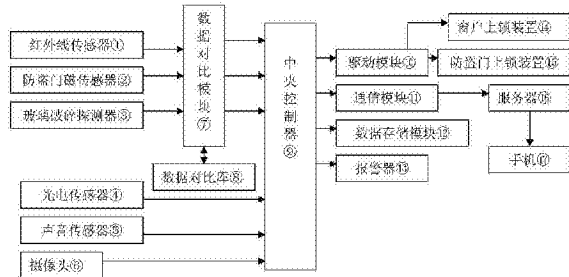 红外线传感器①
防盗门磁传感器②
玻璃破碎探测器③
数据对比模块⑦
数据对比库⑧
光电传感器④
声音传感器⑤
摄像头⑥
中央控制器⑨
驱动模块⑩
通信模块⑪
数据存储模块⑫
报警器⑬
窗户上锁装置⑭
防盗门上锁装置⑮
服务器⑯
手机⑰